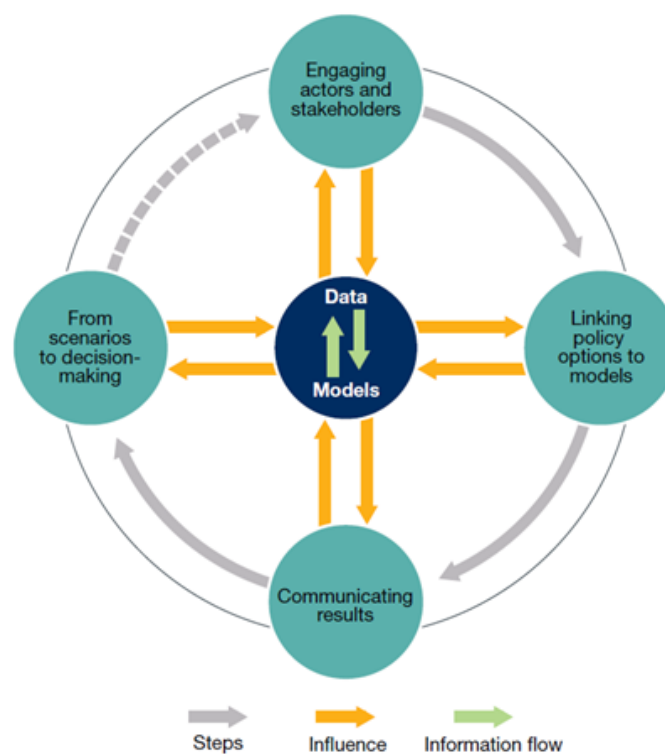 Engaging
actors and
stakeholders
From
scenarios
to decision-
making
Data
Models
Linking
policy
options to
models
Communicating
results
Steps
Influence
Information flow